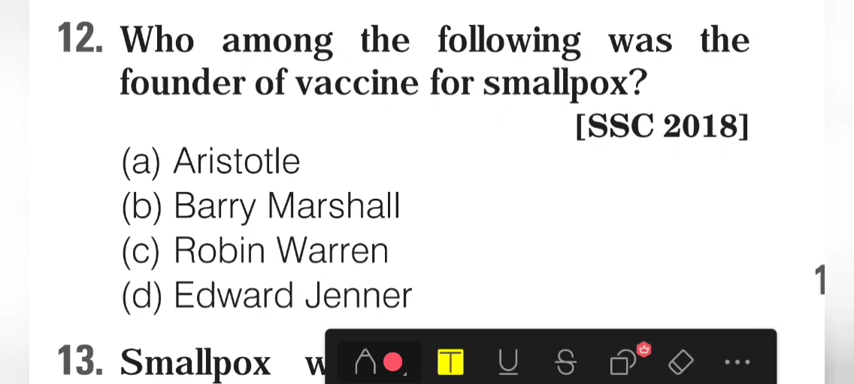 12. Who among the following was the
founder of vaccine for smallpox?
[SSC 2018]
(a) Aristotle
(b) Barry Marshall
(c) Robin Warren
(d) Edward Jenner
1
13. Smallpox w
T U S